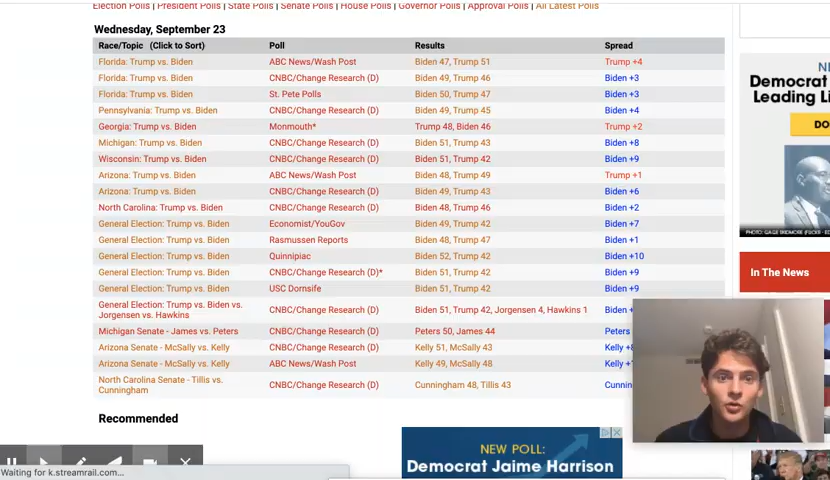 Election Polls | President Polls | State Polls | Senate Polls | House Polls | Governor Polls | Approval Polls | All Latest Polls
Wednesday, September 23
Race/Topic (Click to Sort) Poll Results Spread
Florida: Trump vs. Biden ABC News/Wash Post Biden 47, Trump 51 Trump +4
Florida: Trump vs. Biden CNBC/Change Research (D) Biden 49, Trump 46 Biden +3
Florida: Trump vs. Biden St. Pete Polls Biden 50, Trump 47 Biden +3
Pennsylvania: Trump vs. Biden CNBC/Change Research (D) Biden 49, Trump 45 Biden +4
Georgia: Trump vs. Biden Monmouth* Trump 48, Biden 46 Trump +2
Michigan: Trump vs. Biden CNBC/Change Research (D) Biden 51, Trump 43 Biden +8
Wisconsin: Trump vs. Biden CNBC/Change Research (D) Biden 51, Trump 42 Biden +9
Arizona: Trump vs. Biden ABC News/Wash Post Biden 48, Trump 49 Trump +1
Arizona: Trump vs. Biden CNBC/Change Research (D) Biden 49, Trump 43 Biden +6
North Carolina: Trump vs. Biden CNBC/Change Research (D) Biden 48, Trump 46 Biden +2
General Election: Trump vs. Biden Economist/YouGov Biden 49, Trump 42 Biden +7
General Election: Trump vs. Biden Rasmussen Reports Biden 48, Trump 47 Biden +1
General Election: Trump vs. Biden Quinnipiac Biden 52, Trump 42 Biden +10
General Election: Trump vs. Biden CNBC/Change Research (D)* Biden 51, Trump 42 Biden +9
General Election: Trump vs. Biden USC Dornsife Biden 51, Trump 42 Biden +9
General Election: Trump vs. Biden vs.
Jorgensen vs. Hawkins CNBC/Change Research (D) Biden 51, Trump 42, Jorgensen 4, Hawkins 1 Biden
Michigan Senate - James vs. Peters CNBC/Change Research (D) Peters 50, James 44 Peters
Arizona Senate - McSally vs. Kelly CNBC/Change Research (D) Kelly 51, McSally 43 Kelly
Arizona Senate - McSally vs. Kelly ABC News/Wash Post Kelly 49, McSally 48 Kelly
North Carolina Senate - Tillis vs.
Cunningham CNBC/Change Research (D) Cunningham 48, Tillis 43 Cunnin
Recommended
NEW POLL:
Democrat Jaime Harrison
Waiting for k.streamrail.com...
Democrat
Leading Li
DO
In The News